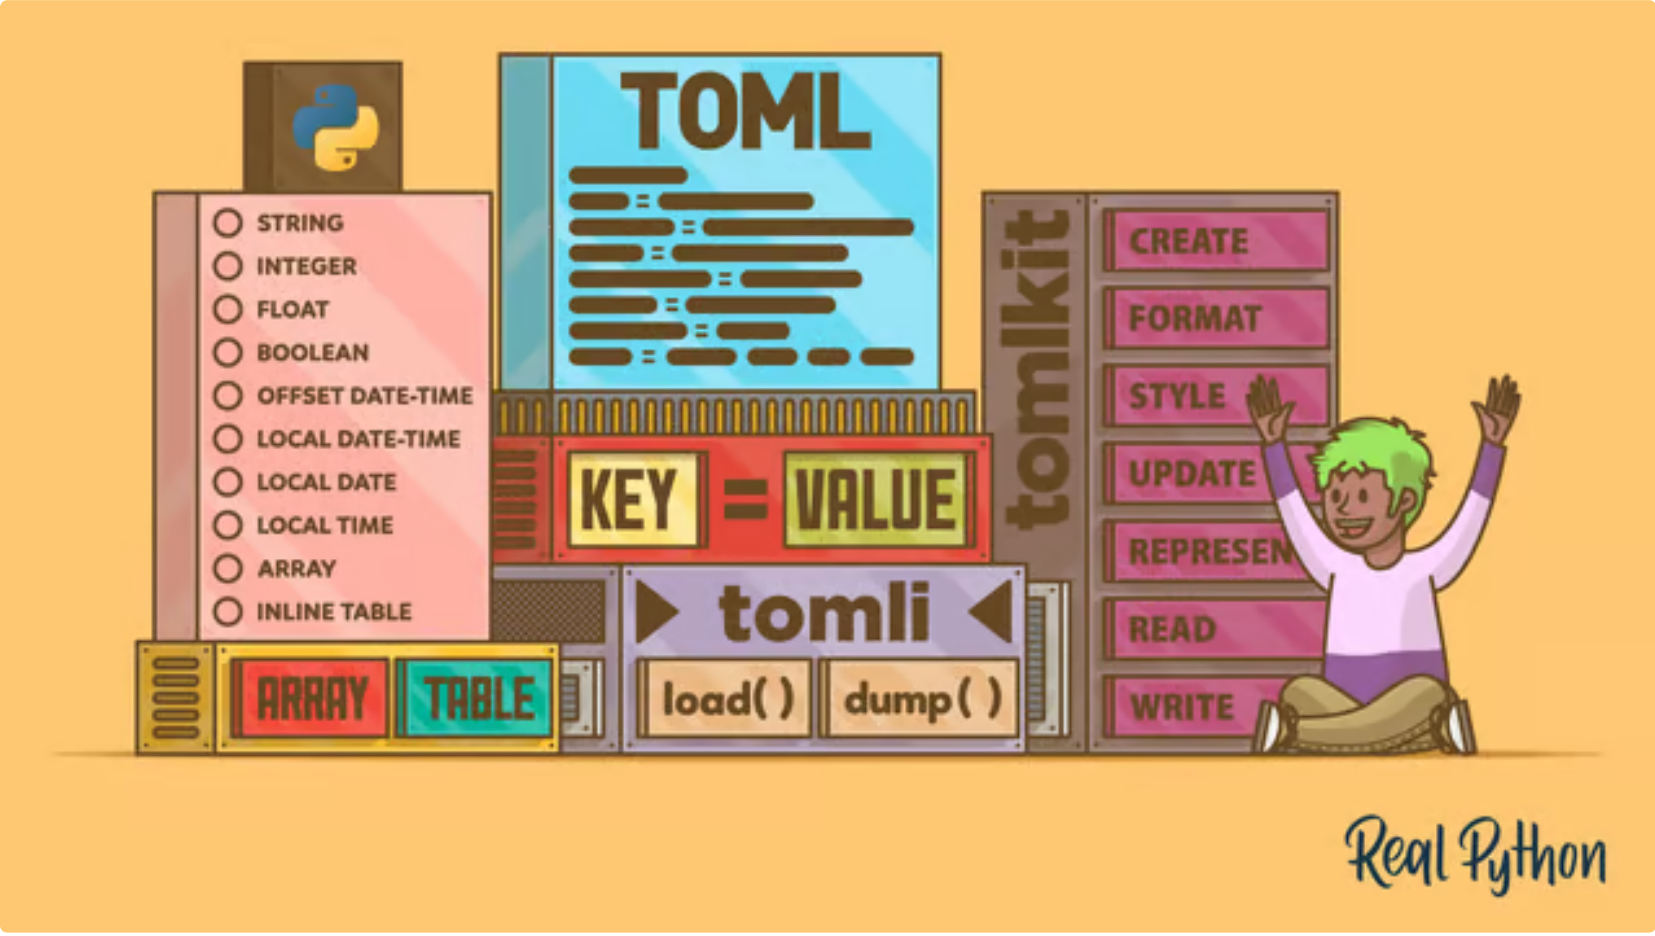 TOML
STRING
INTEGER
FLOAT
BOOLEAN
OFFSET DATE-TIME
LOCAL DATE-TIME
LOCAL DATE
LOCAL TIME
ARRAY
INLINE TABLE
ARRAY TABLE
KEY = VALUE
tomli
load() dump()
tomlkit
CREATE
FORMAT
STYLE
UPDATE
REPRESEN
READ
WRITE
Real Python